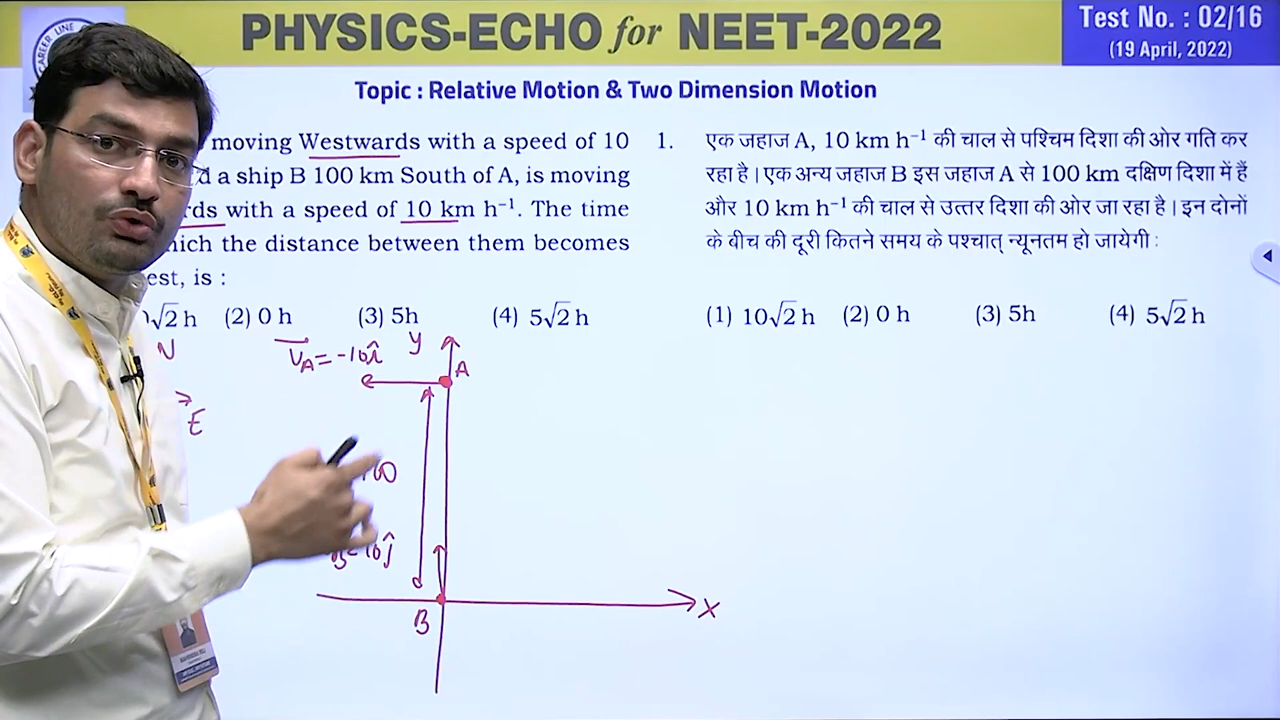 PHYSICS-ECHO for NEET-2022
Test No. : 02/16
(19 April, 2022)
CAREER LINE
Topic : Relative Motion & Two Dimension Motion
moving Westwards with a speed of 10
a ship B 100 km South of A, is moving
with a speed of 10 km h⁻¹. The time
the distance between them becomes
is :
√2 h (2) 0 h (3) 5h (4) 5√2 h
1. एक जहाज A, 10 km h⁻¹ की चाल से पश्चिम दिशा की ओर गति कर
रहा है। एक अन्य जहाज B इस जहाज A से 100 km दक्षिण दिशा में हैं
और 10 km h⁻¹ की चाल से उत्तर दिशा की ओर जा रहा है। इन दोनों
के बीच की दूरी कितने समय के पश्चात् न्यूनतम हो जायेगी :
(1) 10√2 h (2) 0 h (3) 5h (4) 5√2 h
N
E
V⃗A = -10î
y
A
100
10ĵ
B
x